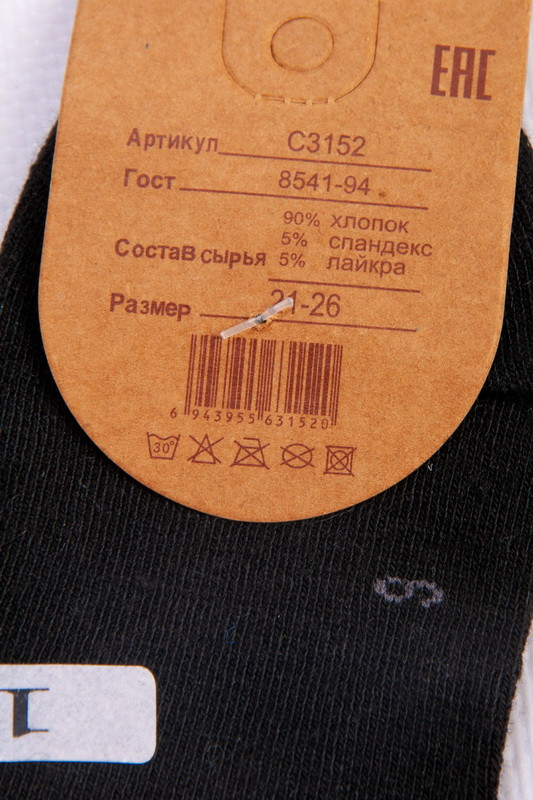 EAC
Артикул С3152
Гост 8541-94
90% хлопок
5% спандекс
Состав сырья 5% лайкра
Размер 21-26
6 943955 631520
30°